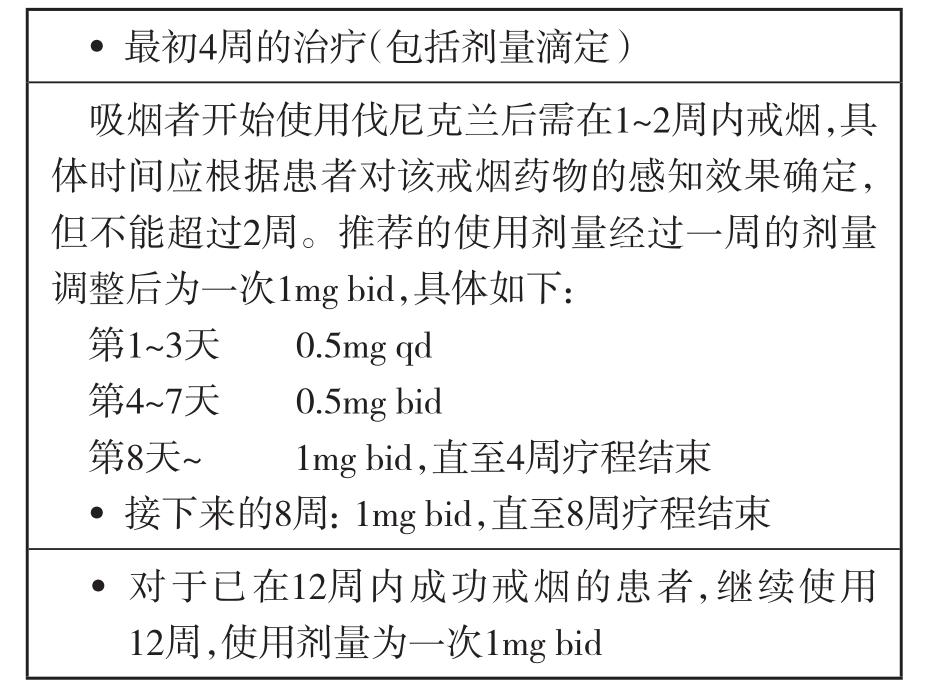 • 最初4周的治疗(包括剂量滴定)
吸烟者开始使用伐尼克兰后需在1~2周内戒烟,具
体时间应根据患者对该戒烟药物的感知效果确定,
但不能超过2周。推荐的使用剂量经过一周的剂量
调整后为一次1mg bid,具体如下:
第1~3天 0.5mg qd
第4~7天 0.5mg bid
第8天~ 1mg bid,直至4周疗程结束
• 接下来的8周: 1mg bid,直至8周疗程结束
• 对于已在12周内成功戒烟的患者,继续使用
12周,使用剂量为一次1mg bid